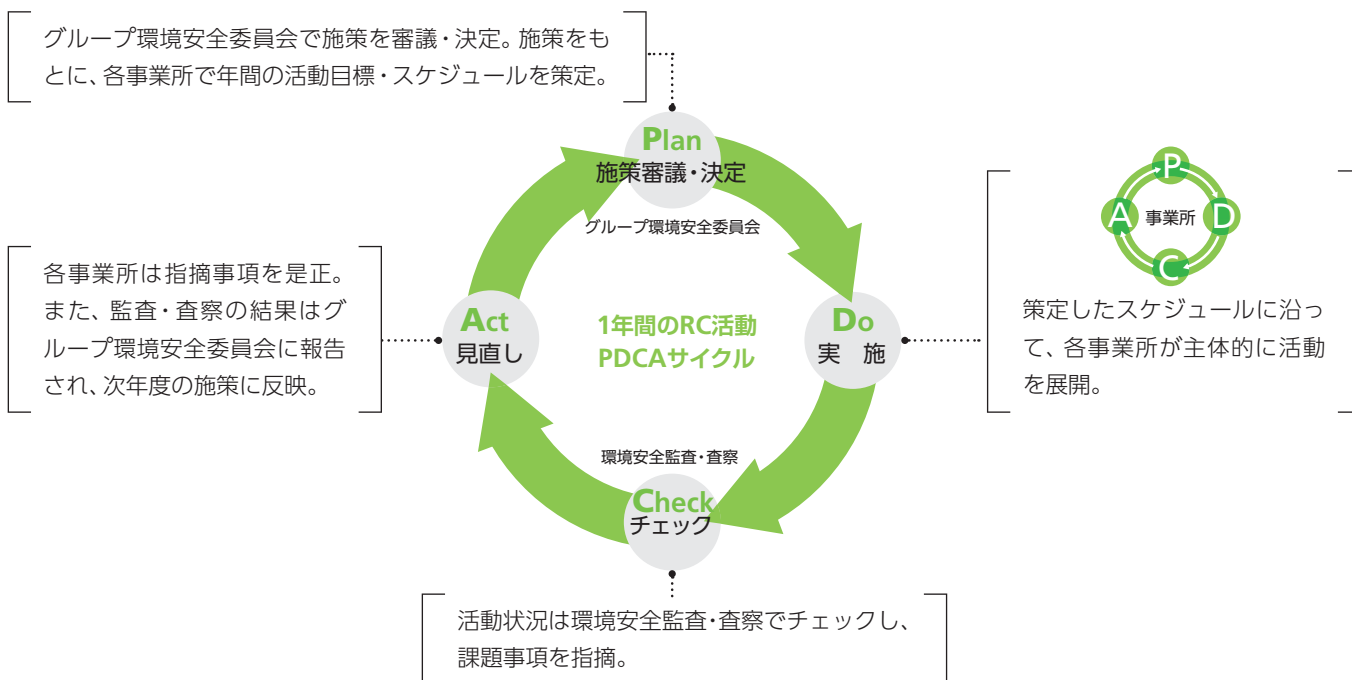 グループ環境安全委員会で施策を審議・決定。施策をも
とに、各事業所で年間の活動目標・スケジュールを策定。
Plan
施策審議・決定
グループ環境安全委員会
P
A
事業所
D
C
策定したスケジュールに沿っ
て、各事業所が主体的に活動
を展開。
各事業所は指摘事項を是正。
また、監査・査察の結果はグ
ループ環境安全委員会に報告
され、次年度の施策に反映。
Act
見直し
1年間のRC活動
PDCAサイクル
Do
実　施
環境安全監査・査察
Check
チェック
活動状況は環境安全監査・査察でチェックし、
課題事項を指摘。